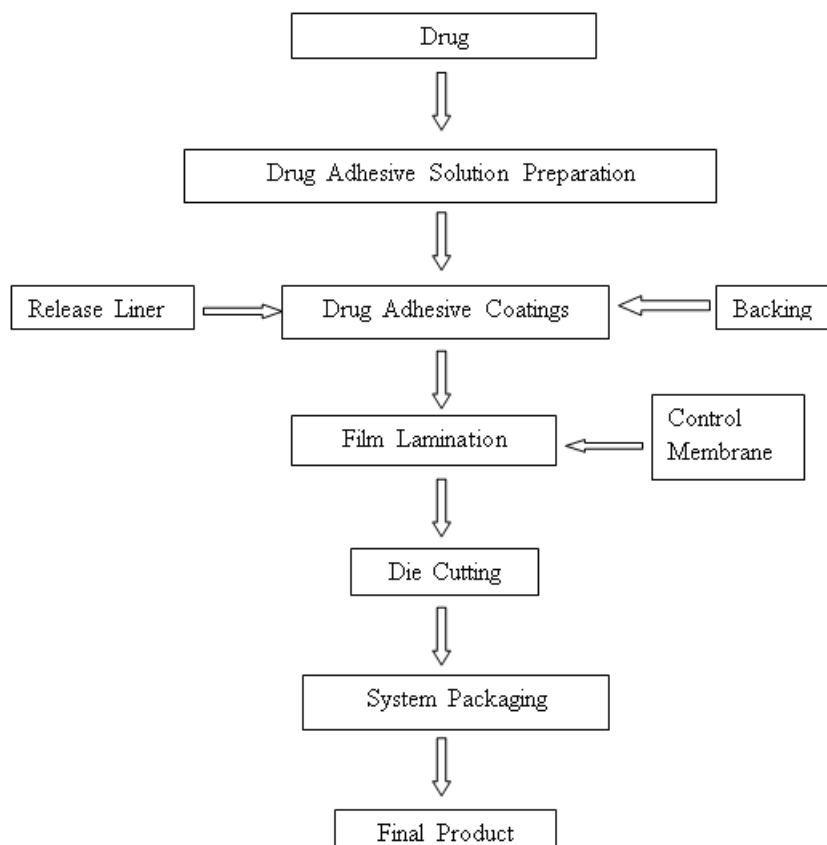 Drug
Drug Adhesive Solution Preparation
Release Liner
Drug Adhesive Coatings
Backing
Film Lamination
Control
Membrane
Die Cutting
System Packaging
Final Product